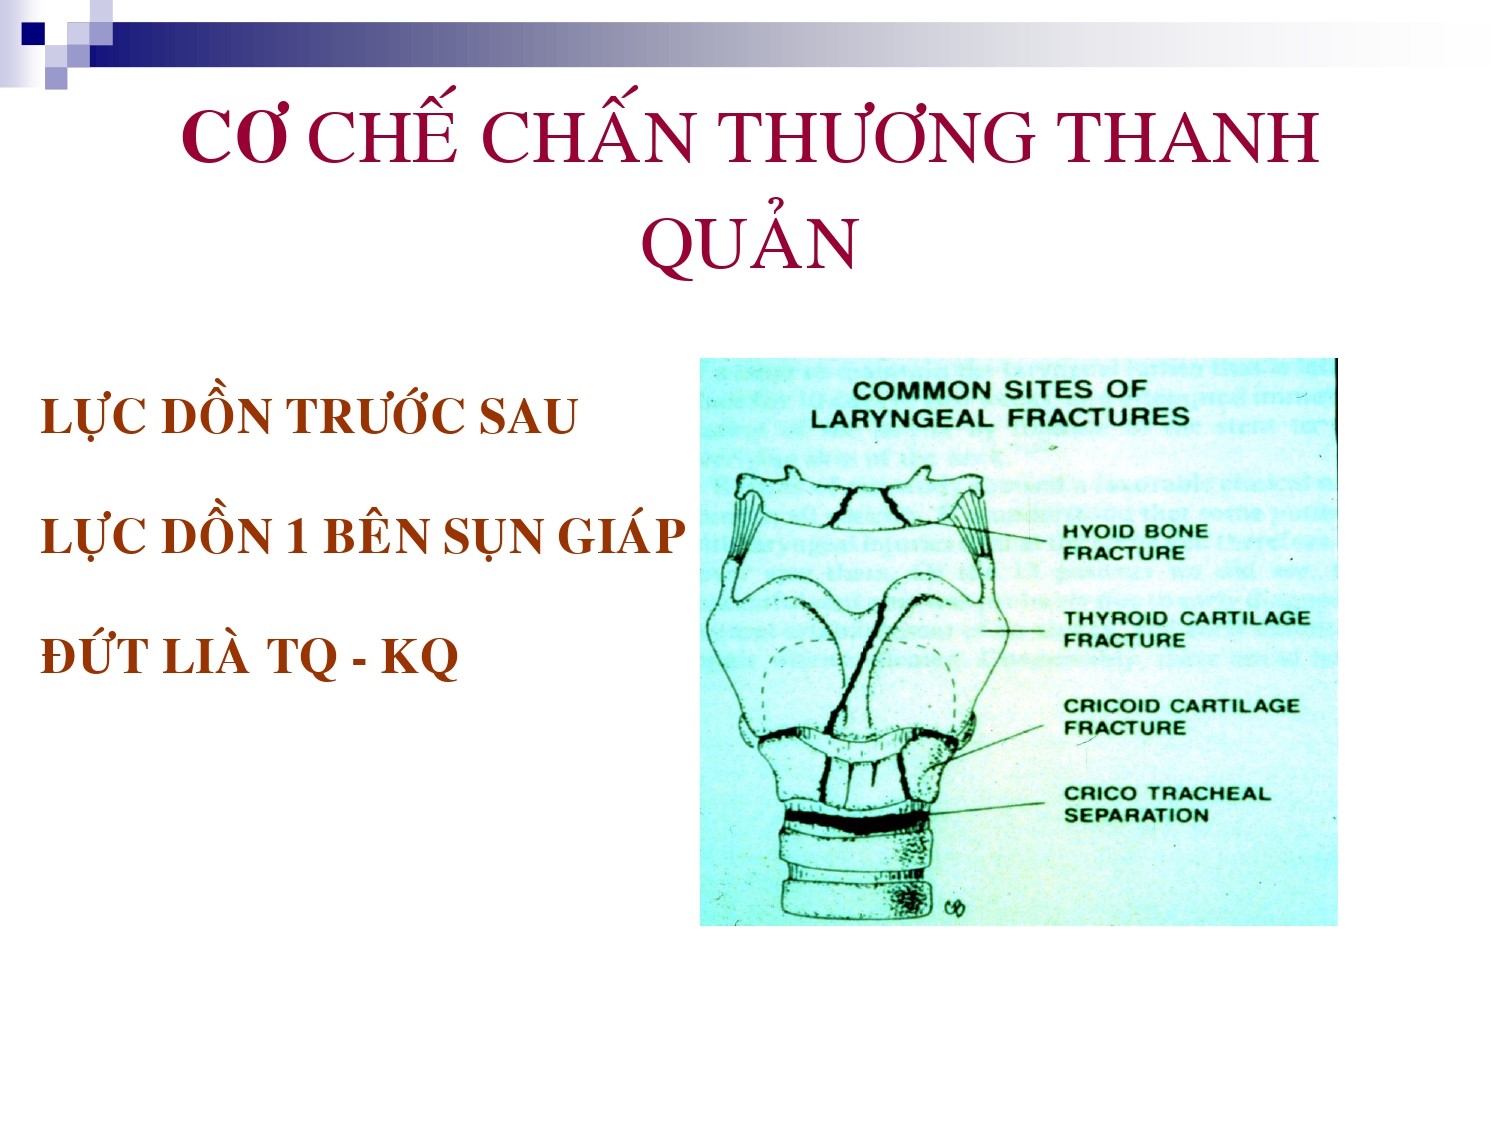 CƠ CHẾ CHẤN THƯƠNG THANH
QUẢN
LỰC DỒN TRƯỚC SAU
LỰC DỒN 1 BÊN SỤN GIÁP
ĐỨT LIÀ TQ - KQ
COMMON SITES OF
LARYNGEAL FRACTURES
HYOID BONE
FRACTURE
THYROID CARTILAGE
FRACTURE
CRICOID CARTILAGE
FRACTURE
CRICO TRACHEAL
SEPARATION